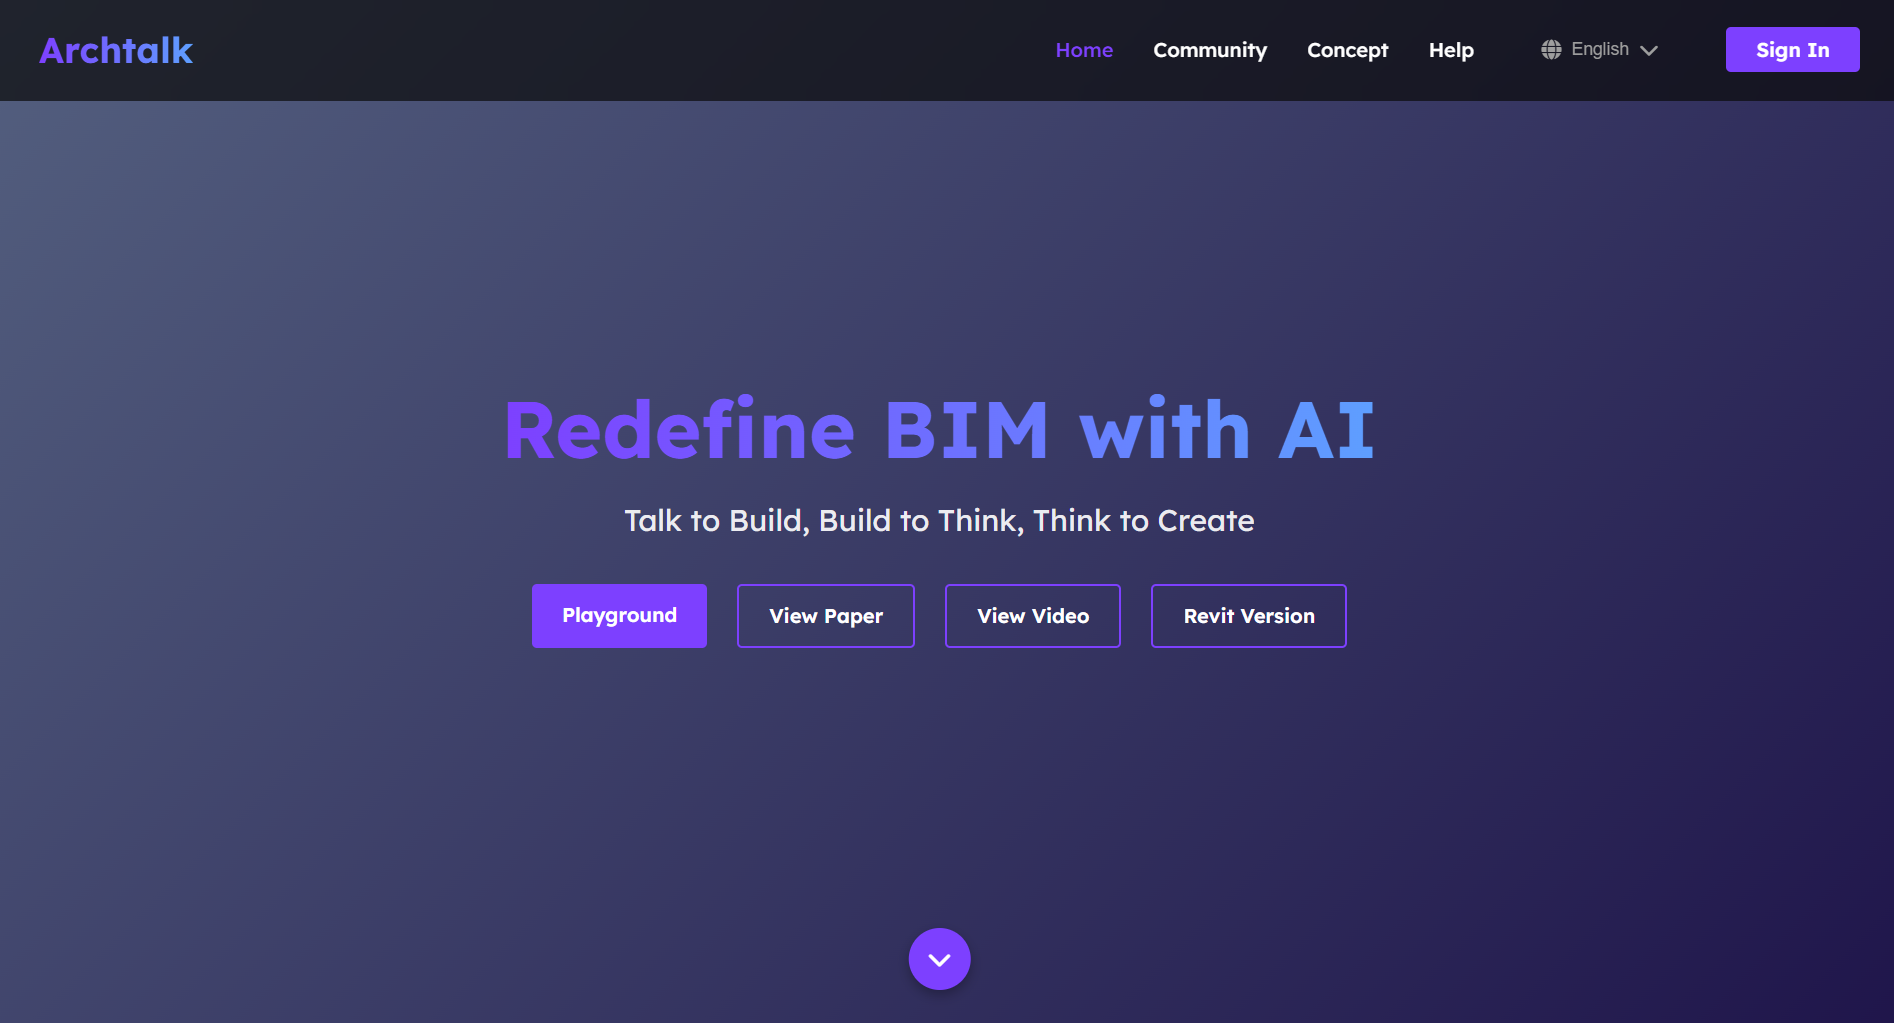 Archtalk
Home Community Concept Help English Sign In
Redefine BIM with AI
Talk to Build, Build to Think, Think to Create
Playground View Paper View Video Revit Version